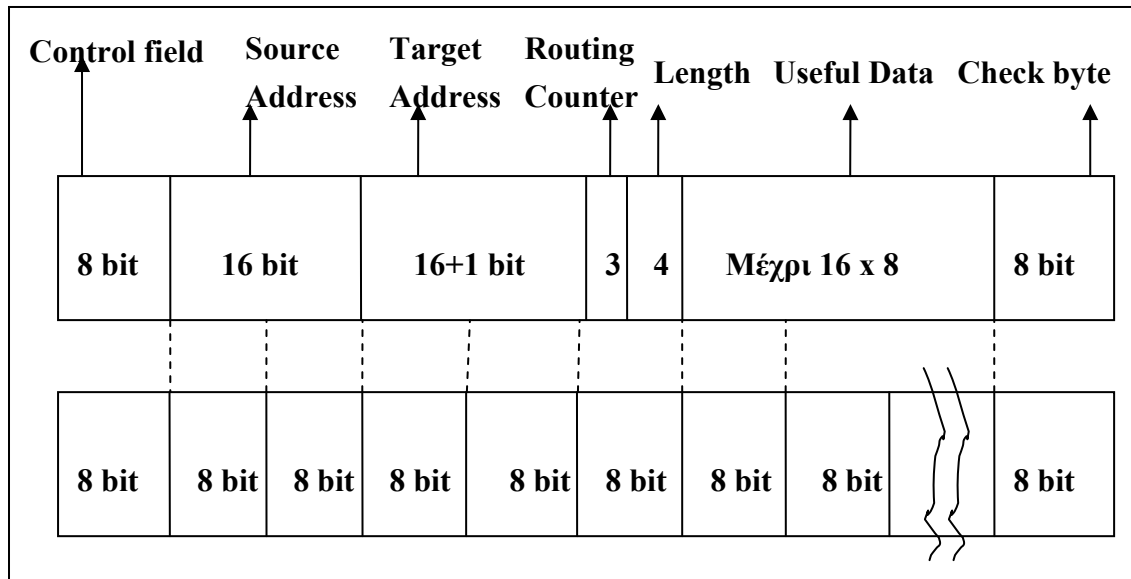 Control field
Source
Address
Target
Address
Routing
Counter
Length
Useful Data
Check byte
8 bit
16 bit
16+1 bit
3
4
Μέχρι 16 x 8
8 bit
8 bit
8 bit
8 bit
8 bit
8 bit
8 bit
8 bit
8 bit
8 bit